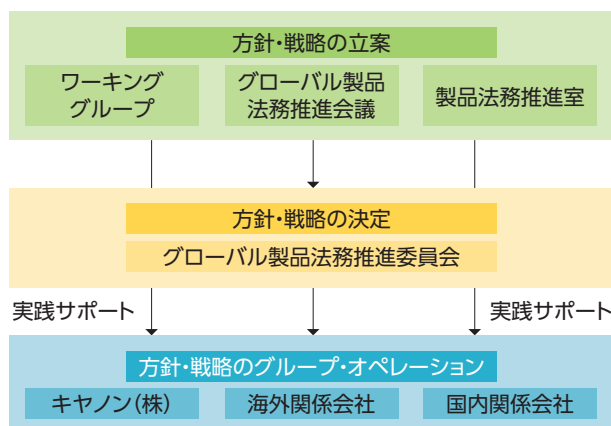 方針・戦略の立案
ワーキング
グループ
グローバル製品
法務推進会議
製品法務推進室
方針・戦略の決定
グローバル製品法務推進委員会
実践サポート
実践サポート
方針・戦略のグループ・オペレーション
キヤノン(株)
海外関係会社
国内関係会社